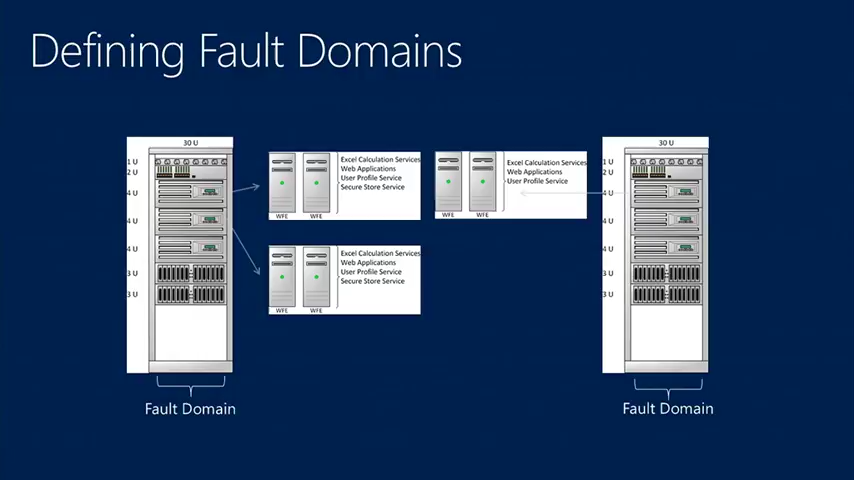 Defining Fault Domains
30 U
1 U
2 U
4 U
4 U
4 U
3 U
3 U
Fault Domain
Excel Calculation Services
Web Applications
User Profile Service
Secure Store Service
WFE WFE
Excel Calculation Services
Web Applications
User Profile Service
Secure Store Service
WFE WFE
Excel Calculation Services
Web Applications
User Profile Service
WFE WFE
30 U
1 U
2 U
4 U
4 U
4 U
3 U
3 U
Fault Domain